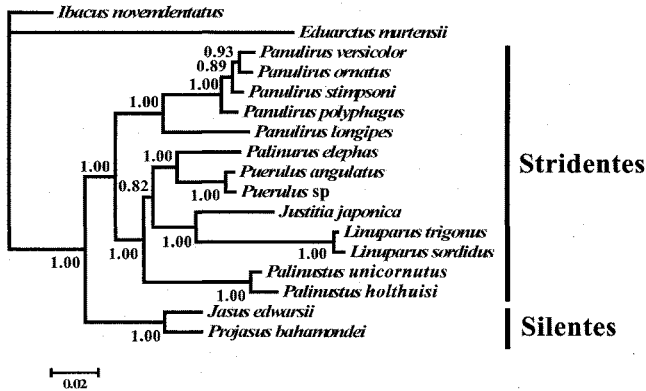 Ibacus novemdentatus
Eduarctus martensii
0.93 Panulirus versicolor
0.89 Panulirus ornatus
1.00 Panulirus stimpsoni
1.00 Panulirus polyphagus
Panulirus longipes
1.00 Palinurus elephas
1.00 Puerulus angulatus
0.82 1.00 Puerulus sp
Stridentes
Justitia japonica
1.00 Linuparus trigonus
1.00 1.00 1.00 Linuparus sordidus
Palinustus unicornutus
1.00 Palinustus holthuisi
Jasus edwarsii
1.00 Projasus bahamondei
Silentes
0.02